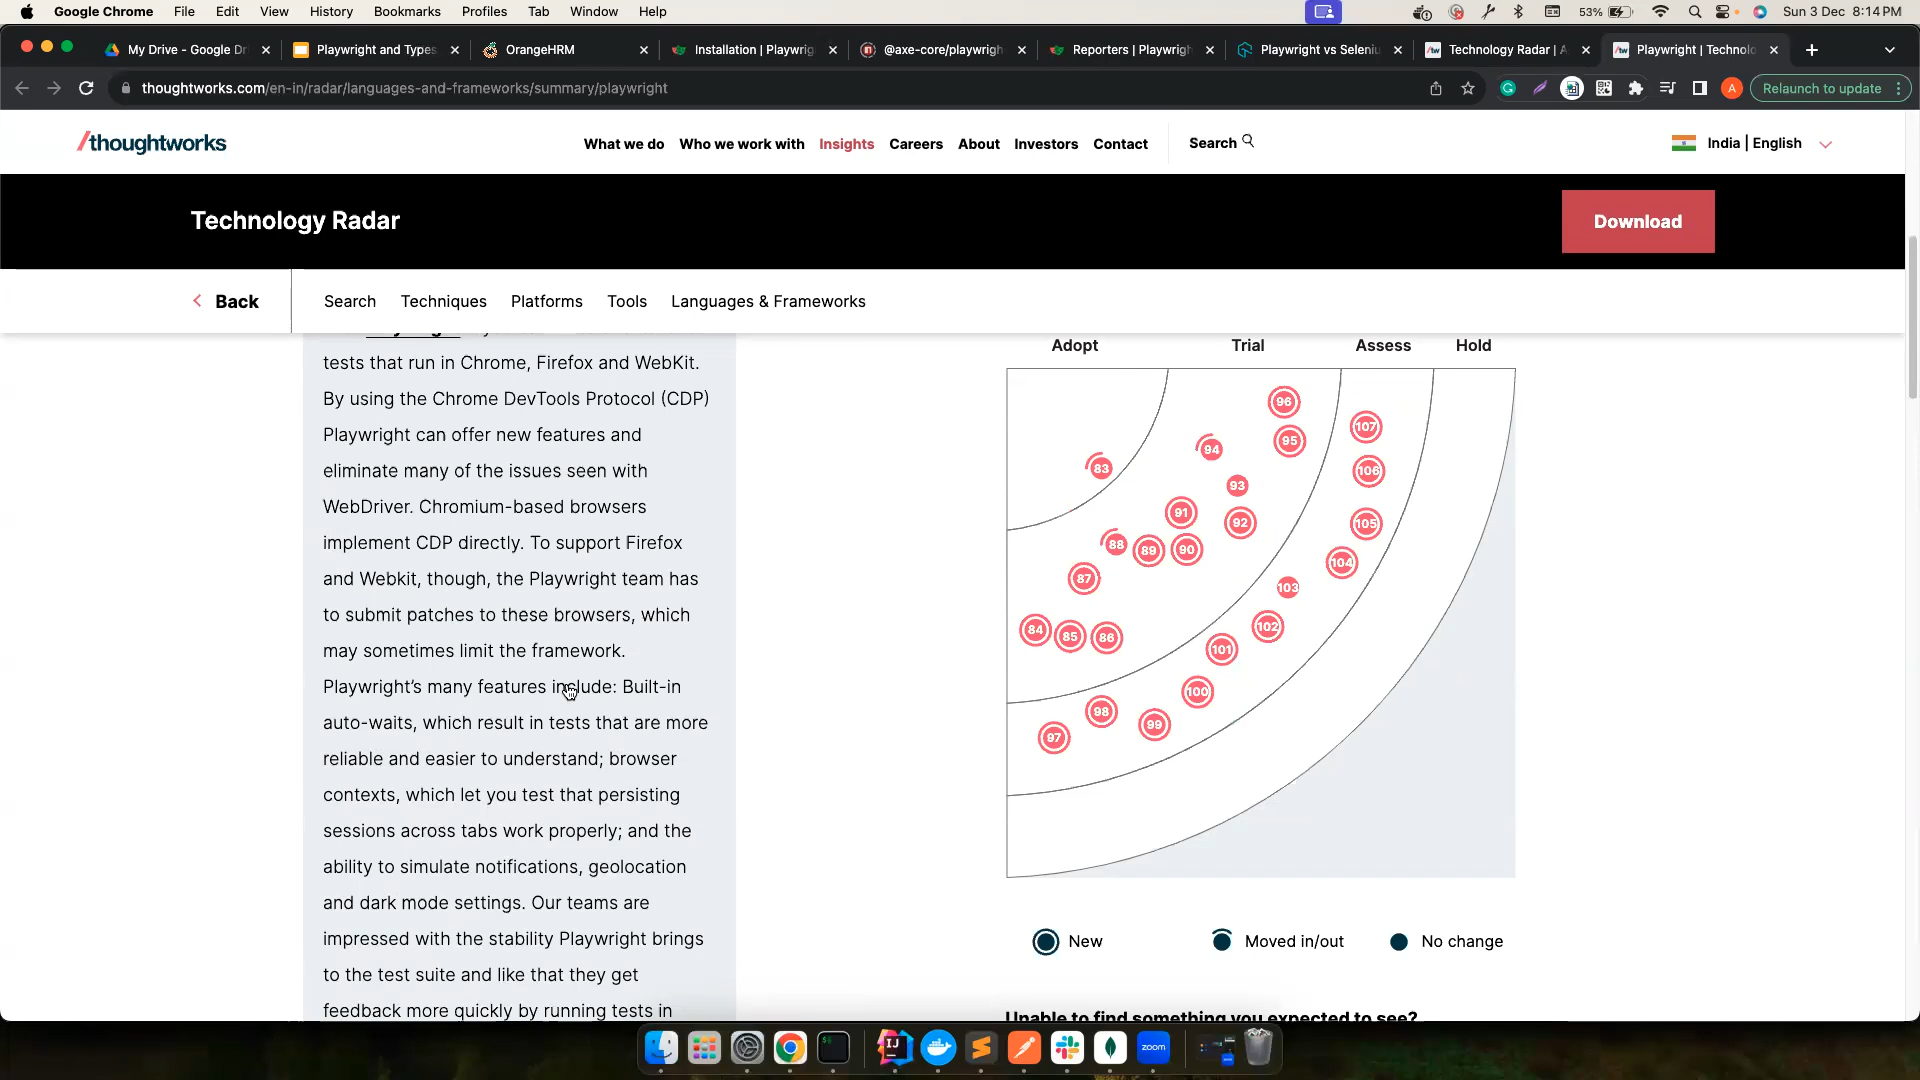 Google Chrome File Edit View History Bookmarks Profiles Tab Window Help 53% Sun 3 Dec 8:14 PM
My Drive - Google Dri Playwright and Types OrangeHRM Installation | Playwrig @axe-core/playwrigh Reporters | Playwrigh Playwright vs Seleniu Technology Radar | A Playwright | Technolo
thoughtworks.com/en-in/radar/languages-and-frameworks/summary/playwright A Relaunch to update
/thoughtworks What we do Who we work with Insights Careers About Investors Contact Search India | English
Technology Radar Download
Back Search Techniques Platforms Tools Languages & Frameworks
tests that run in Chrome, Firefox and WebKit.
By using the Chrome DevTools Protocol (CDP)
Playwright can offer new features and
eliminate many of the issues seen with
WebDriver. Chromium-based browsers
implement CDP directly. To support Firefox
and Webkit, though, the Playwright team has
to submit patches to these browsers, which
may sometimes limit the framework.
Playwright’s many features include: Built-in
auto-waits, which result in tests that are more
reliable and easier to understand; browser
contexts, which let you test that persisting
sessions across tabs work properly; and the
ability to simulate notifications, geolocation
and dark mode settings. Our teams are
impressed with the stability Playwright brings
to the test suite and like that they get
feedback more quickly by running tests in
Adopt Trial Assess Hold
96
107
95
94
83
106
93
91
92
105
88
89
90
104
87
103
84
85
86
102
101
100
98
99
97
New Moved in/out No change
Unable to find something you expected to see?
IJ
zoom